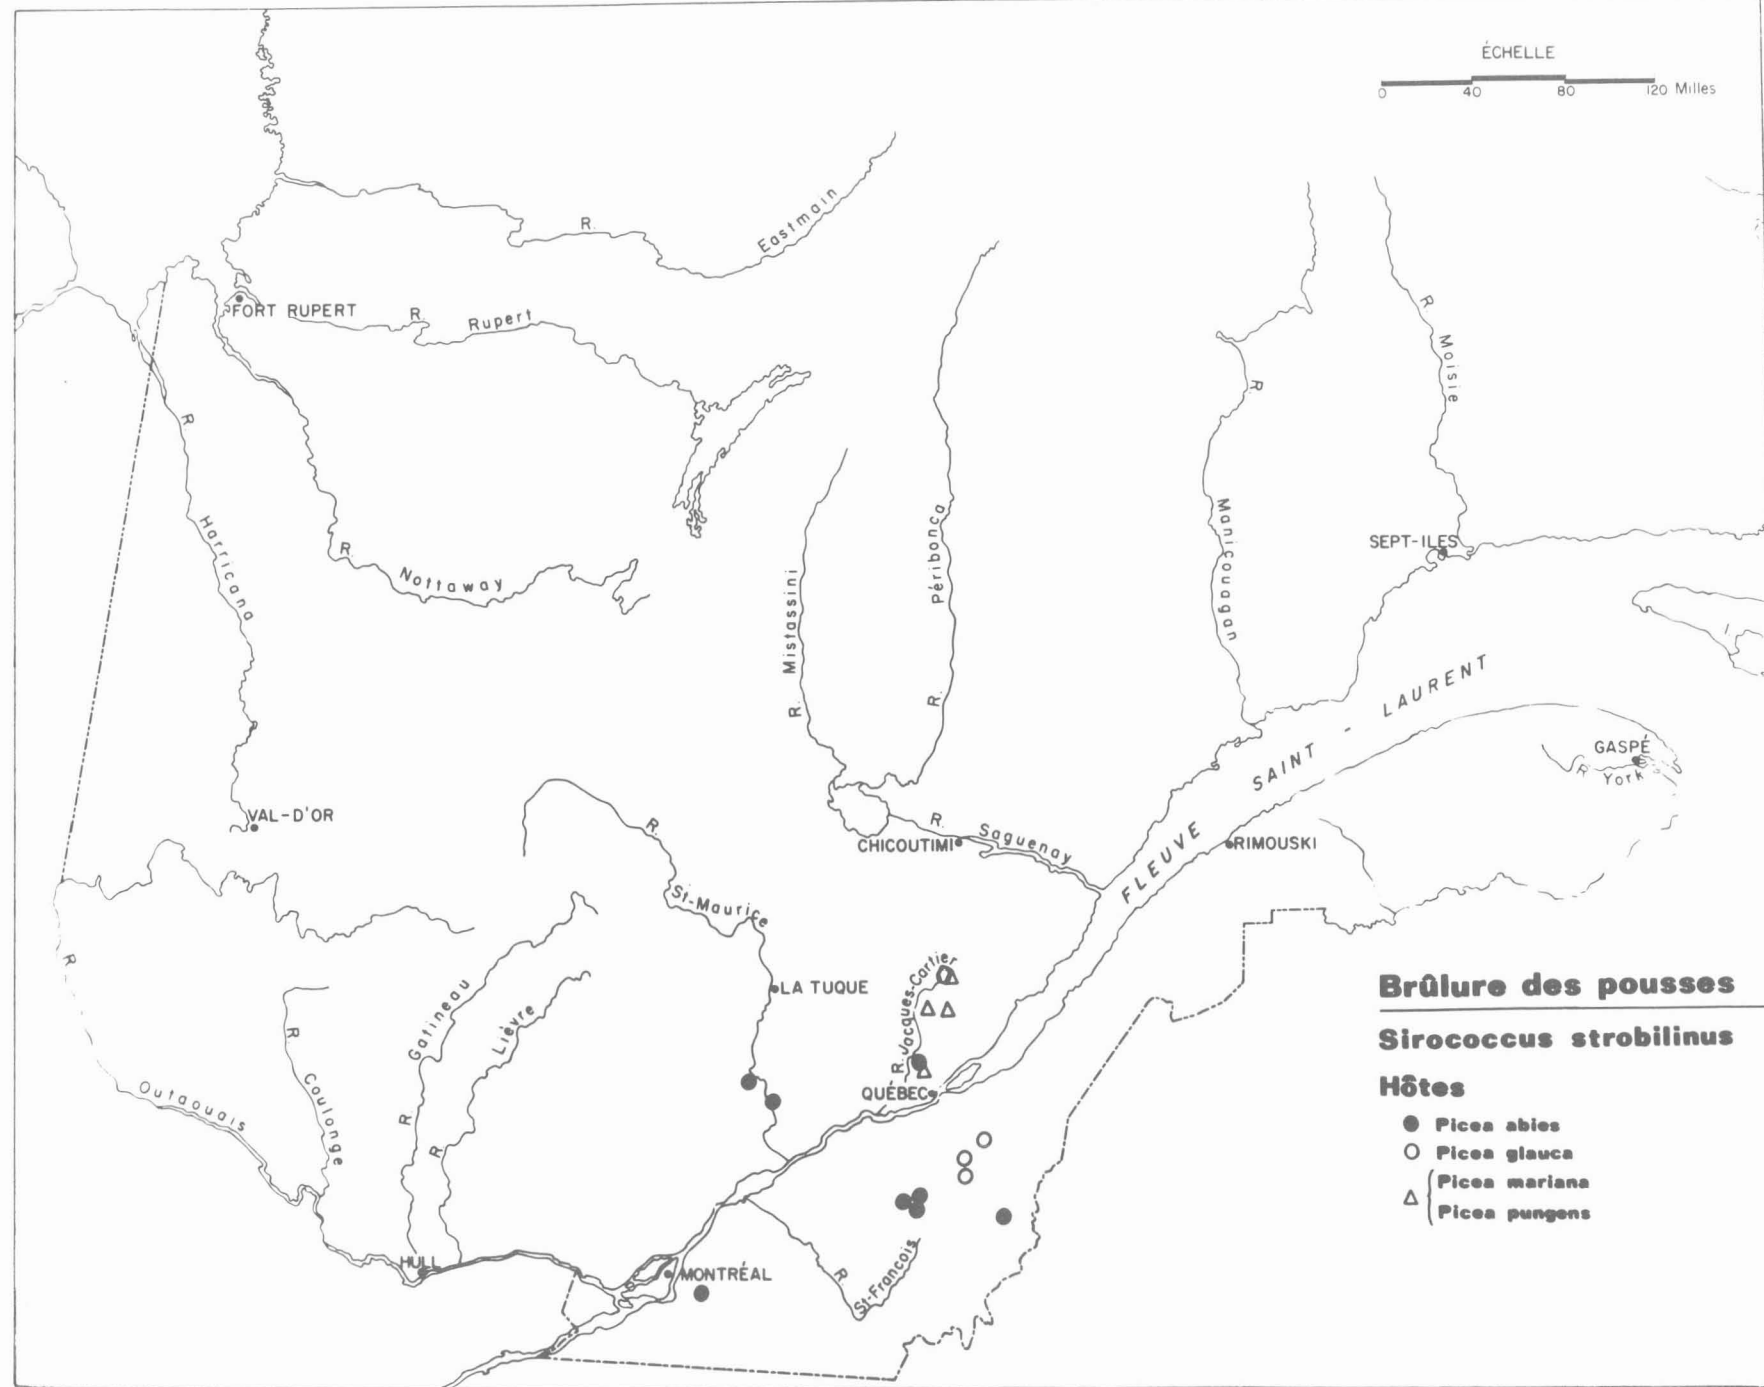 ÉCHELLE
0 40 80 120 Milles
R. Eastmain
FORT RUPERT
R. Rupert
R. Moisie
R. Manicouagan
R. Harricana
R. Nottaway
R. Mistassini
R. Péribonca
SEPT-ILES
FLEUVE SAINT - LAURENT
GASPÉ
R. York
VAL-D'OR
R. Saguenay
CHICOUTIMI
RIMOUSKI
R. St-Maurice
LA TUQUE
R. Jacques-Cartier
R. Gatineau
R. Lièvre
R. Coulonge
R. Outaouais
QUÉBEC
HULL
MONTRÉAL
R. St-François
Brûlure des pousses
Sirococcus strobilinus
Hôtes
Picea abies
Picea glauca
Picea mariana
Picea pungens